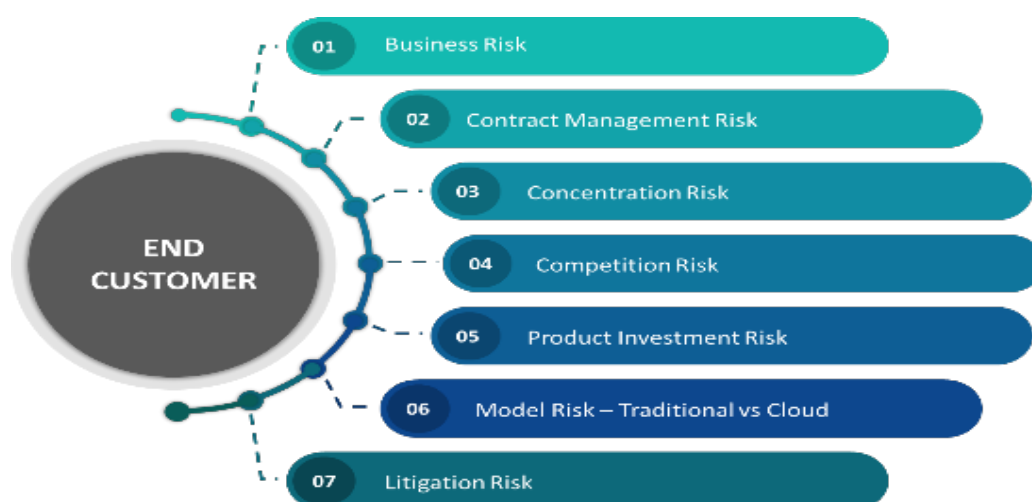 01 Business Risk
02 Contract Management Risk
03 Concentration Risk
END
CUSTOMER
04 Competition Risk
05 Product Investment Risk
06 Model Risk – Traditional vs Cloud
07 Litigation Risk